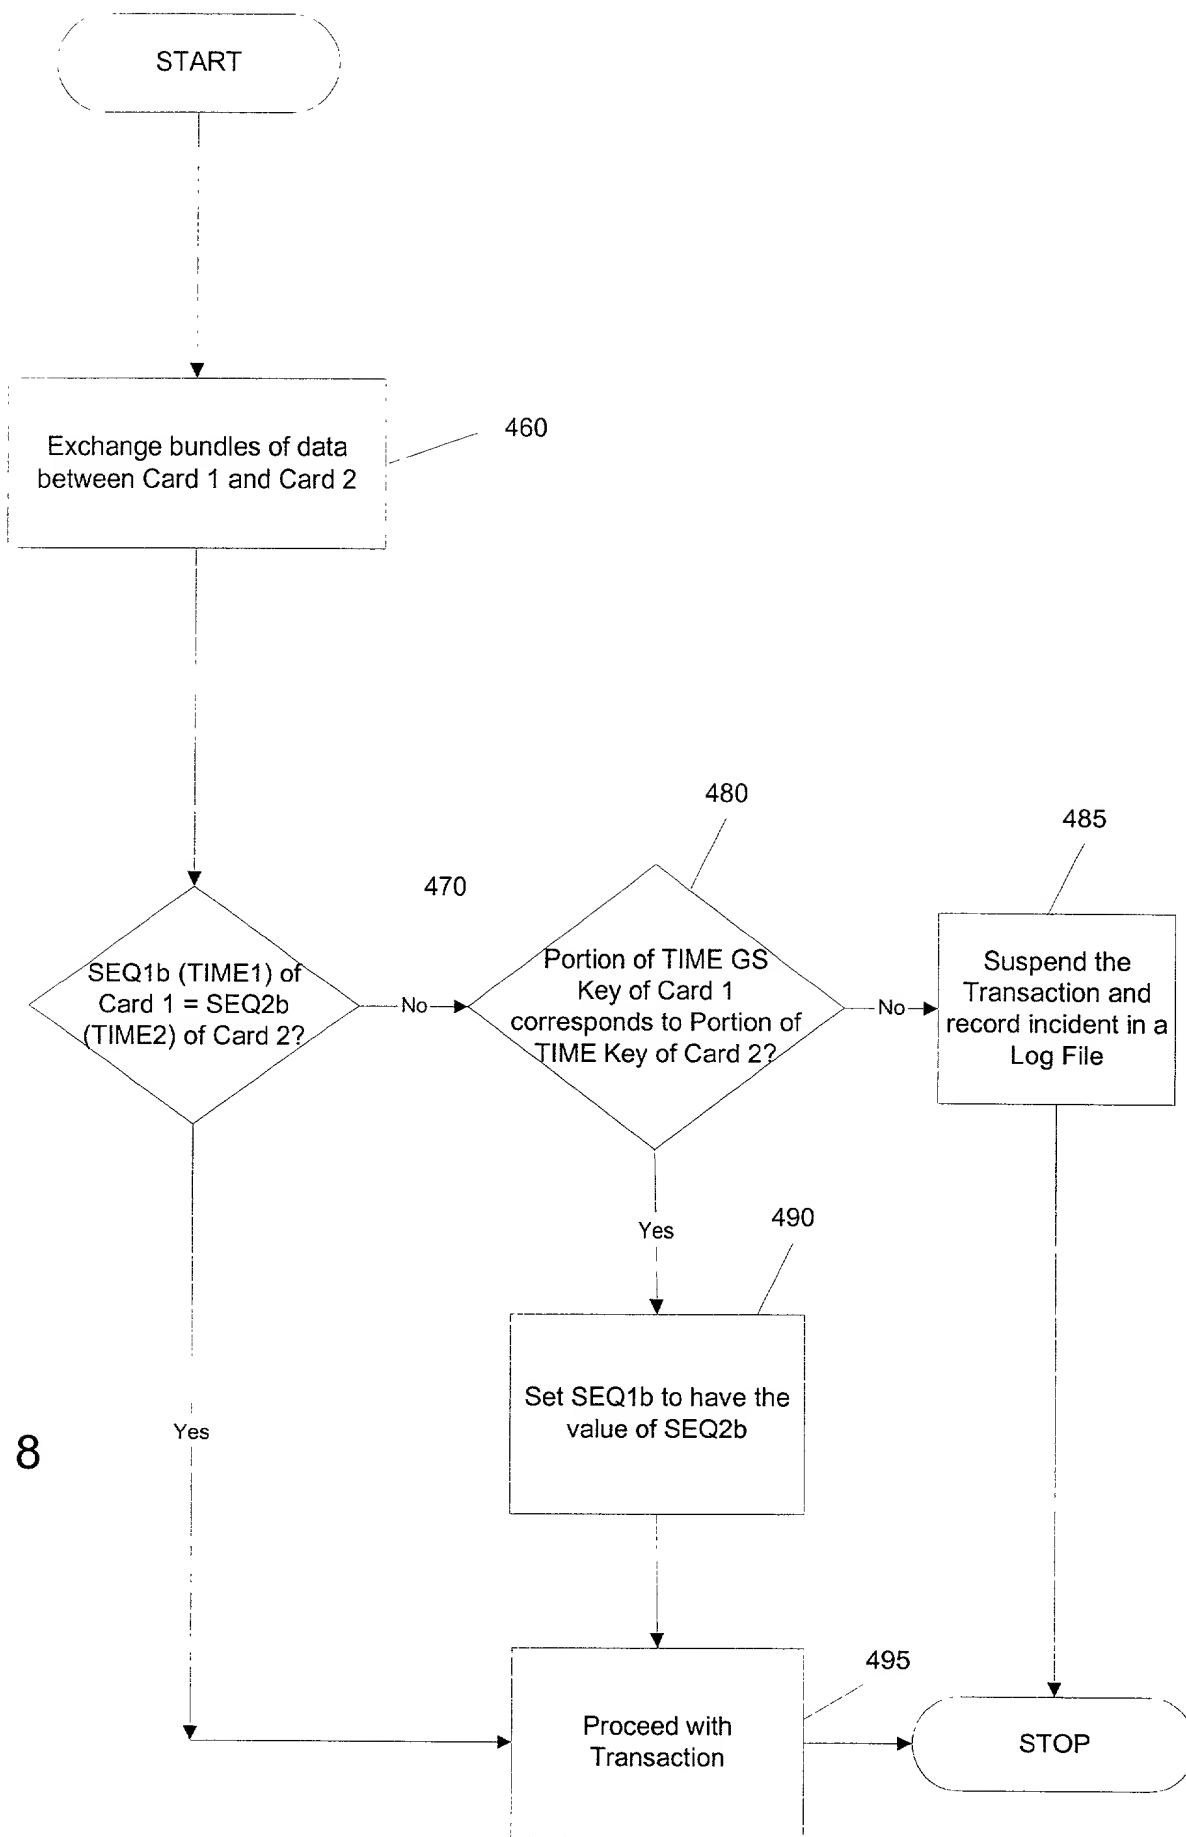 START
Exchange bundles of data
between Card 1 and Card 2
460
480
485
470
SEQ1b (TIME1) of
Card 1 = SEQ2b
(TIME2) of Card 2?
No
Portion of TIME GS
Key of Card 1
corresponds to Portion of
TIME Key of Card 2?
No
Suspend the
Transaction and
record incident in a
Log File
Yes
490
Set SEQ1b to have the
value of SEQ2b
Yes
8
495
Proceed with
Transaction
STOP